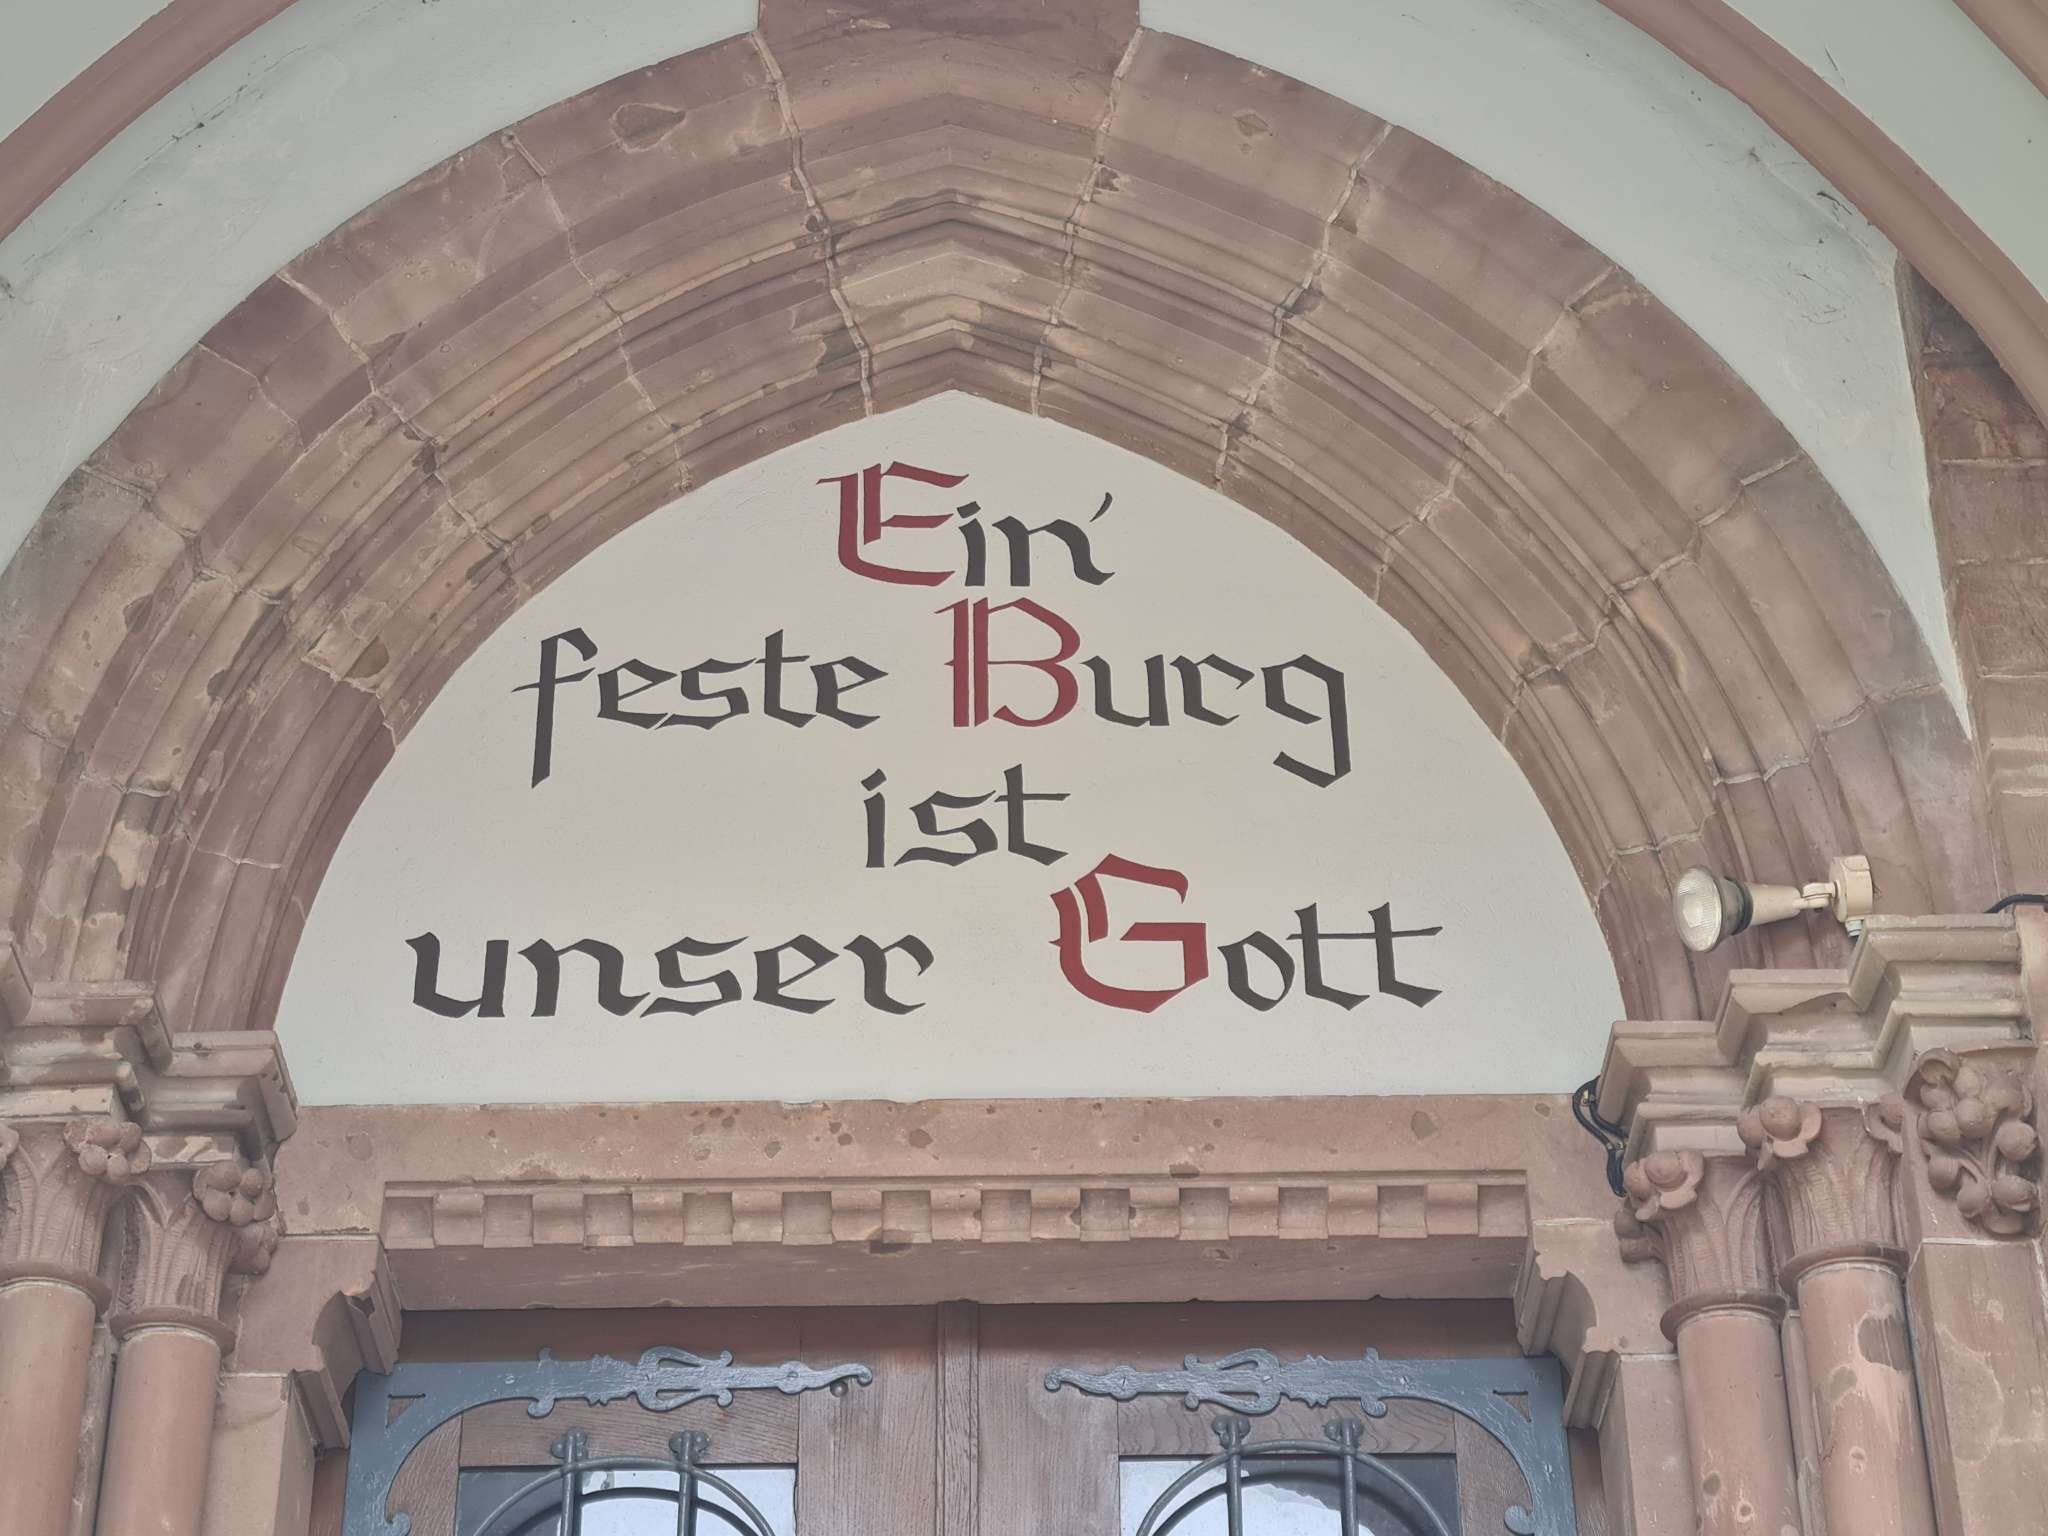 Ein'
feste Burg
ist
unser Gott